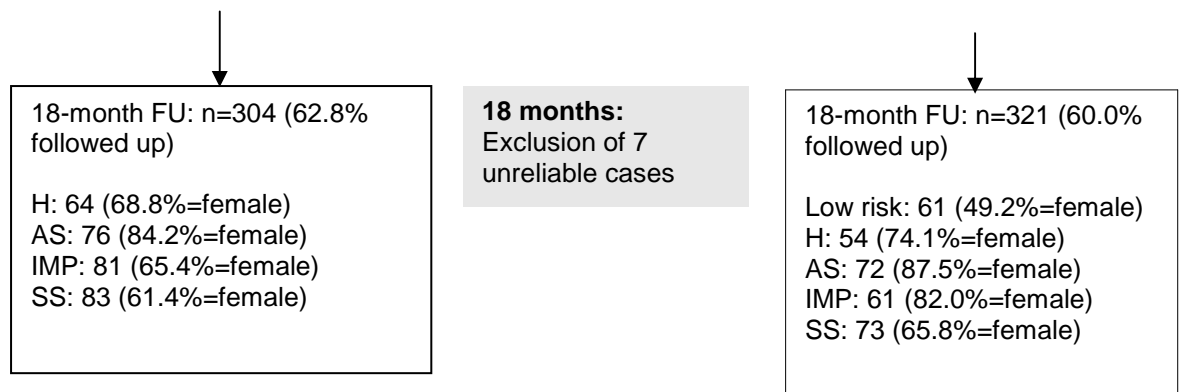 18-month FU: n=304 (62.8%
followed up)
H: 64 (68.8%=female)
AS: 76 (84.2%=female)
IMP: 81 (65.4%=female)
SS: 83 (61.4%=female)
18 months:
Exclusion of 7
unreliable cases
18-month FU: n=321 (60.0%
followed up)
Low risk: 61 (49.2%=female)
H: 54 (74.1%=female)
AS: 72 (87.5%=female)
IMP: 61 (82.0%=female)
SS: 73 (65.8%=female)